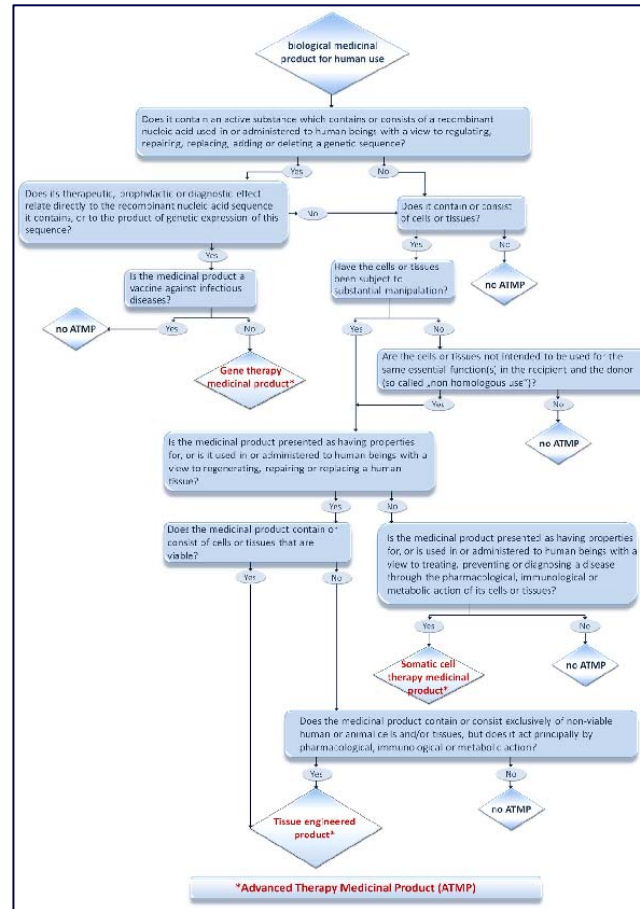 biological medicinal
product for human use
Does it contain an active substance which contains or consists of a recombinant
nucleic acid used in or administered to human beings with a view to regulating,
repairing, replacing, adding or deleting a genetic sequence?
Yes
No
Does its therapeutic, prophylactic or diagnostic effect
relate directly to the recombinant nucleic acid sequence
it contains, or to the product of genetic expression of this
sequence?
No
Does it contain or consist
of cells or tissues?
Yes
Yes
No
Is the medicinal product a
vaccine against infectious
diseases?
Have the cells or tissues
been subject to
substantial manipulation?
no ATMP
no ATMP
Yes
No
Yes
No
Gene therapy
medicinal product*
Are the cells or tissues not intended to be used for the
same essential function(s) in the recipient and the donor
(so called „non homologous use“)?
Yes
No
Is the medicinal product presented as having properties
for, or is it used in or administered to human beings with a
view to regenerating, repairing or replacing a human
tissue?
no ATMP
Yes
No
Does the medicinal product contain or
consist of cells or tissues that are
viable?
Is the medicinal product presented as having properties
for, or is used in or administered to human beings with a
view to treating, preventing or diagnosing a disease
through the pharmacological, immunological or
metabolic action of its cells or tissues?
Yes
No
Yes
No
Somatic cell
therapy medicinal
product*
no ATMP
Does the medicinal product contain or consist exclusively of non-viable
human or animal cells and/or tissues, but does it act principally by
pharmacological, immunological or metabolic action?
Yes
No
Tissue engineered
product*
no ATMP
*Advanced Therapy Medicinal Product (ATMP)